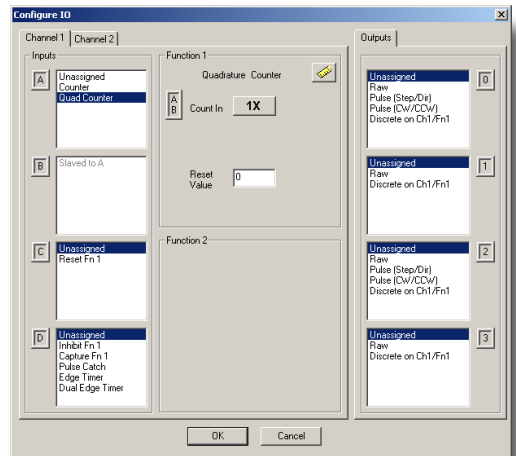 Configure IO
Channel 1
Channel 2
Inputs
A
Unassigned
Counter
Quad Counter
B
Slaved to A
C
Unassigned
Reset Fn 1
D
Unassigned
Inhibit Fn 1
Capture Fn 1
Pulse Catch
Edge Timer
Dual Edge Timer
Function 1
Quadrature Counter
A
B
Count In
1X
Reset
Value
0
Function 2
Outputs
Unassigned
Raw
Pulse (Step/Dir)
Pulse (CW/CCW)
Discrete on Ch1/Fn1
0
Unassigned
Raw
Discrete on Ch1/Fn1
1
Unassigned
Raw
Pulse (Step/Dir)
Pulse (CW/CCW)
Discrete on Ch1/Fn1
2
Unassigned
Raw
Discrete on Ch1/Fn1
3
OK
Cancel